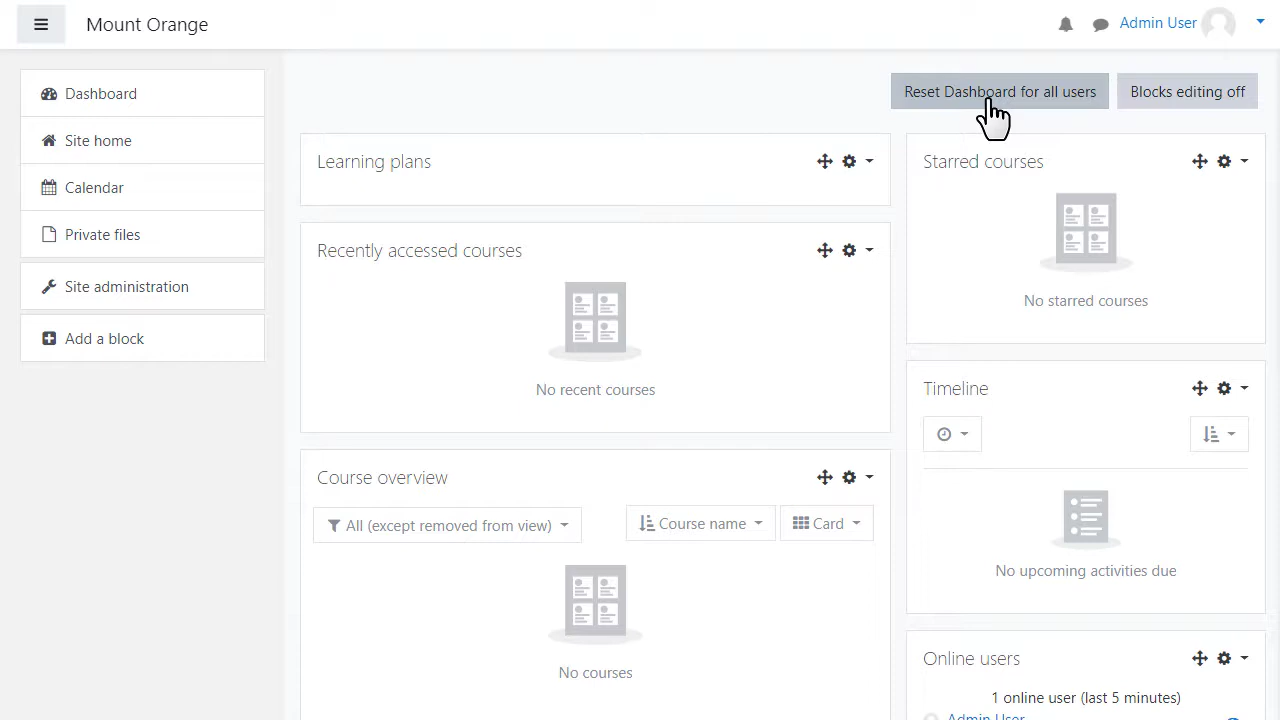 Mount Orange
Admin User
Dashboard
Site home
Calendar
Private files
Site administration
Add a block
Reset Dashboard for all users
Blocks editing off
Learning plans
Recently accessed courses
No recent courses
Course overview
All (except removed from view)
Course name
Card
No courses
Starred courses
No starred courses
Timeline
No upcoming activities due
Online users
1 online user (last 5 minutes)
Admin User